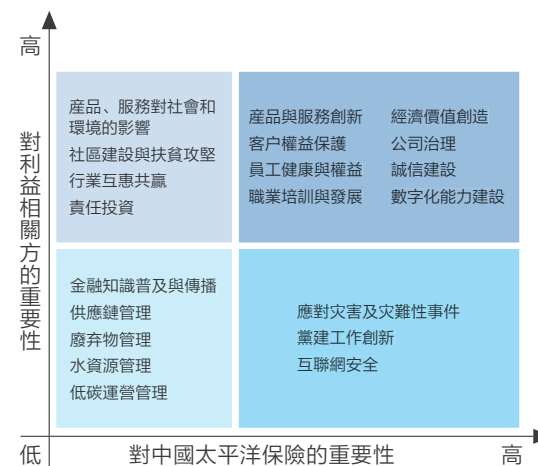 高
對利益相關方的重要性
産品、服務對社會和
環境的影響
社區建設與扶貧攻堅
行業互惠共贏
責任投資
産品與服務創新
客户權益保護
員工健康與權益
職業培訓與發展
經濟價值創造
公司治理
誠信建設
數字化能力建設
金融知識普及與傳播
供應鏈管理
廢弃物管理
水資源管理
低碳運營管理
應對灾害及灾難性事件
黨建工作創新
互聯網安全
低
對中國太平洋保險的重要性
高